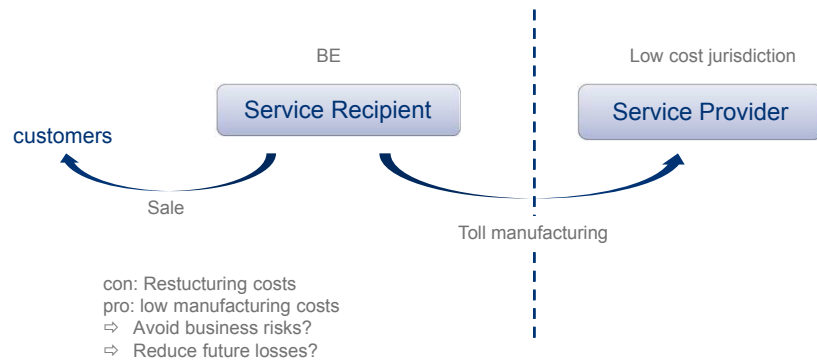 BE
Low cost jurisdiction
Service Recipient
Service Provider
customers
Sale
Toll manufacturing
con: Restucturing costs
pro: low manufacturing costs
⇨ Avoid business risks?
⇨ Reduce future losses?